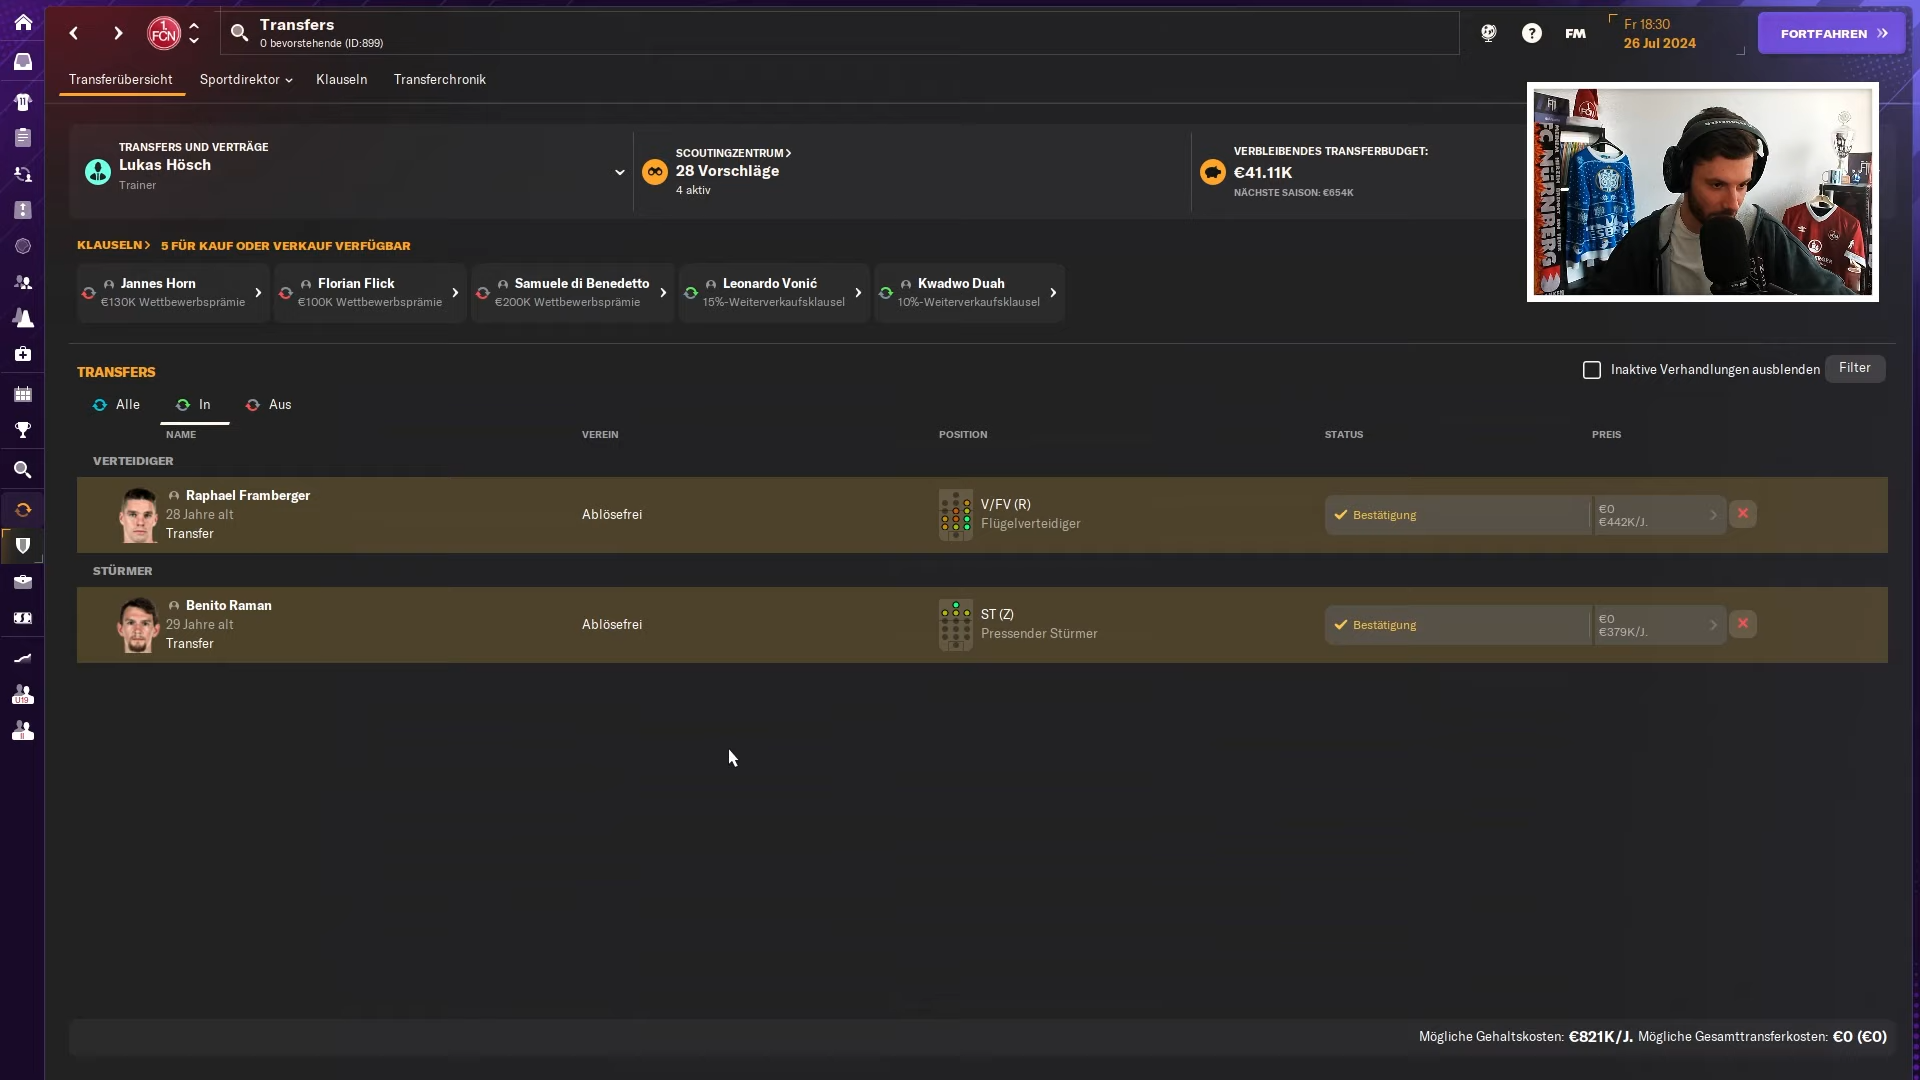 Transfers
0 bevorstehende (ID:899)
FM
Fr 18:30
26 Jul 2024
FORTFAHREN
Transferübersicht
Sportdirektor
Klauseln
Transferchronik
TRANSFERS UND VERTRÄGE
Lukas Hösch
Trainer
SCOUTINGZENTRUM>
28 Vorschläge
4 aktiv
VERBLEIBENDES TRANSFERBUDGET:
€41.11K
NÄCHSTE SAISON: €654K
FC NÜRNBERG
KLAUSELN> 5 FÜR KAUF ODER VERKAUF VERFÜGBAR
Jannes Horn
€130K Wettbewerbsprämie
Florian Flick
€100K Wettbewerbsprämie
Samuele di Benedetto
€200K Wettbewerbsprämie
Leonardo Vonić
15%-Weiterverkaufsklausel
Kwadwo Duah
10%-Weiterverkaufsklausel
TRANSFERS
Inaktive Verhandlungen ausblenden
Filter
Alle
In
Aus
NAME
VEREIN
POSITION
STATUS
PREIS
VERTEIDIGER
Raphael Framberger
28 Jahre alt
Transfer
Ablösefrei
V/FV (R)
Flügelverteidiger
Bestätigung
€0
€442K/J.
STÜRMER
Benito Raman
29 Jahre alt
Transfer
Ablösefrei
ST (Z)
Pressender Stürmer
Bestätigung
€0
€379K/J.
U19
II
Mögliche Gehaltskosten: €821K/J. Mögliche Gesamttransferkosten: €0 (€0)